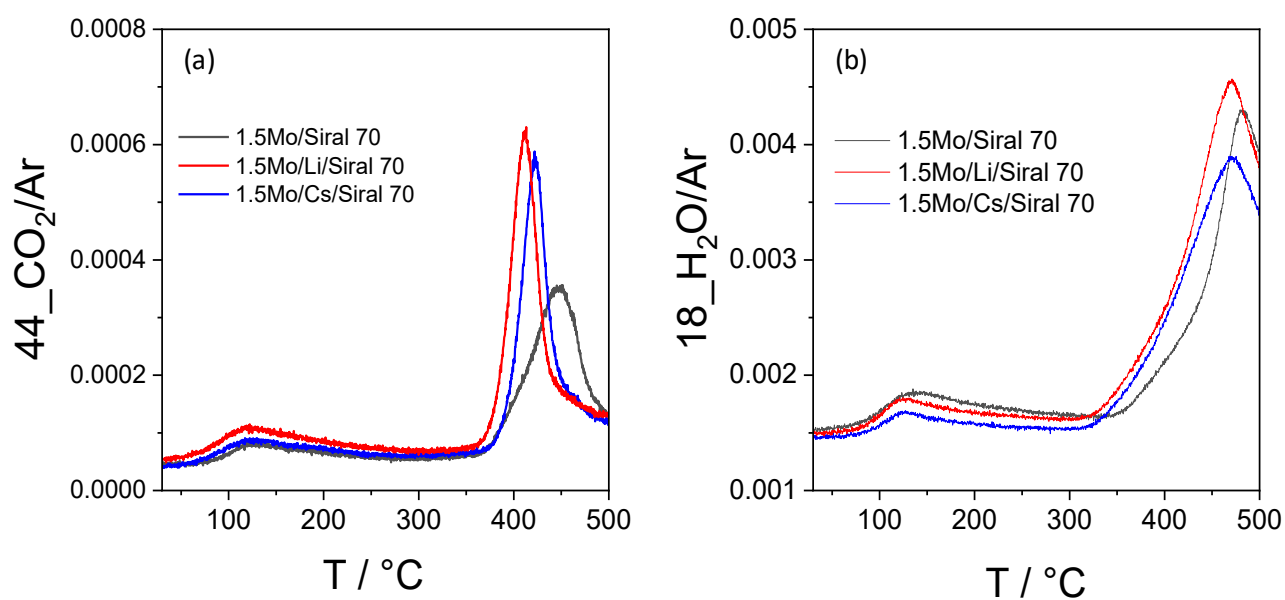 (a)
44_CO₂/Ar
0.0008
0.0006
0.0004
0.0002
0.0000
1.5Mo/Siral 70
1.5Mo/Li/Siral 70
1.5Mo/Cs/Siral 70
100 200 300 400 500
T / °C
(b)
18_H₂O/Ar
0.005
0.004
0.003
0.002
0.001
1.5Mo/Siral 70
1.5Mo/Li/Siral 70
1.5Mo/Cs/Siral 70
100 200 300 400 500
T / °C